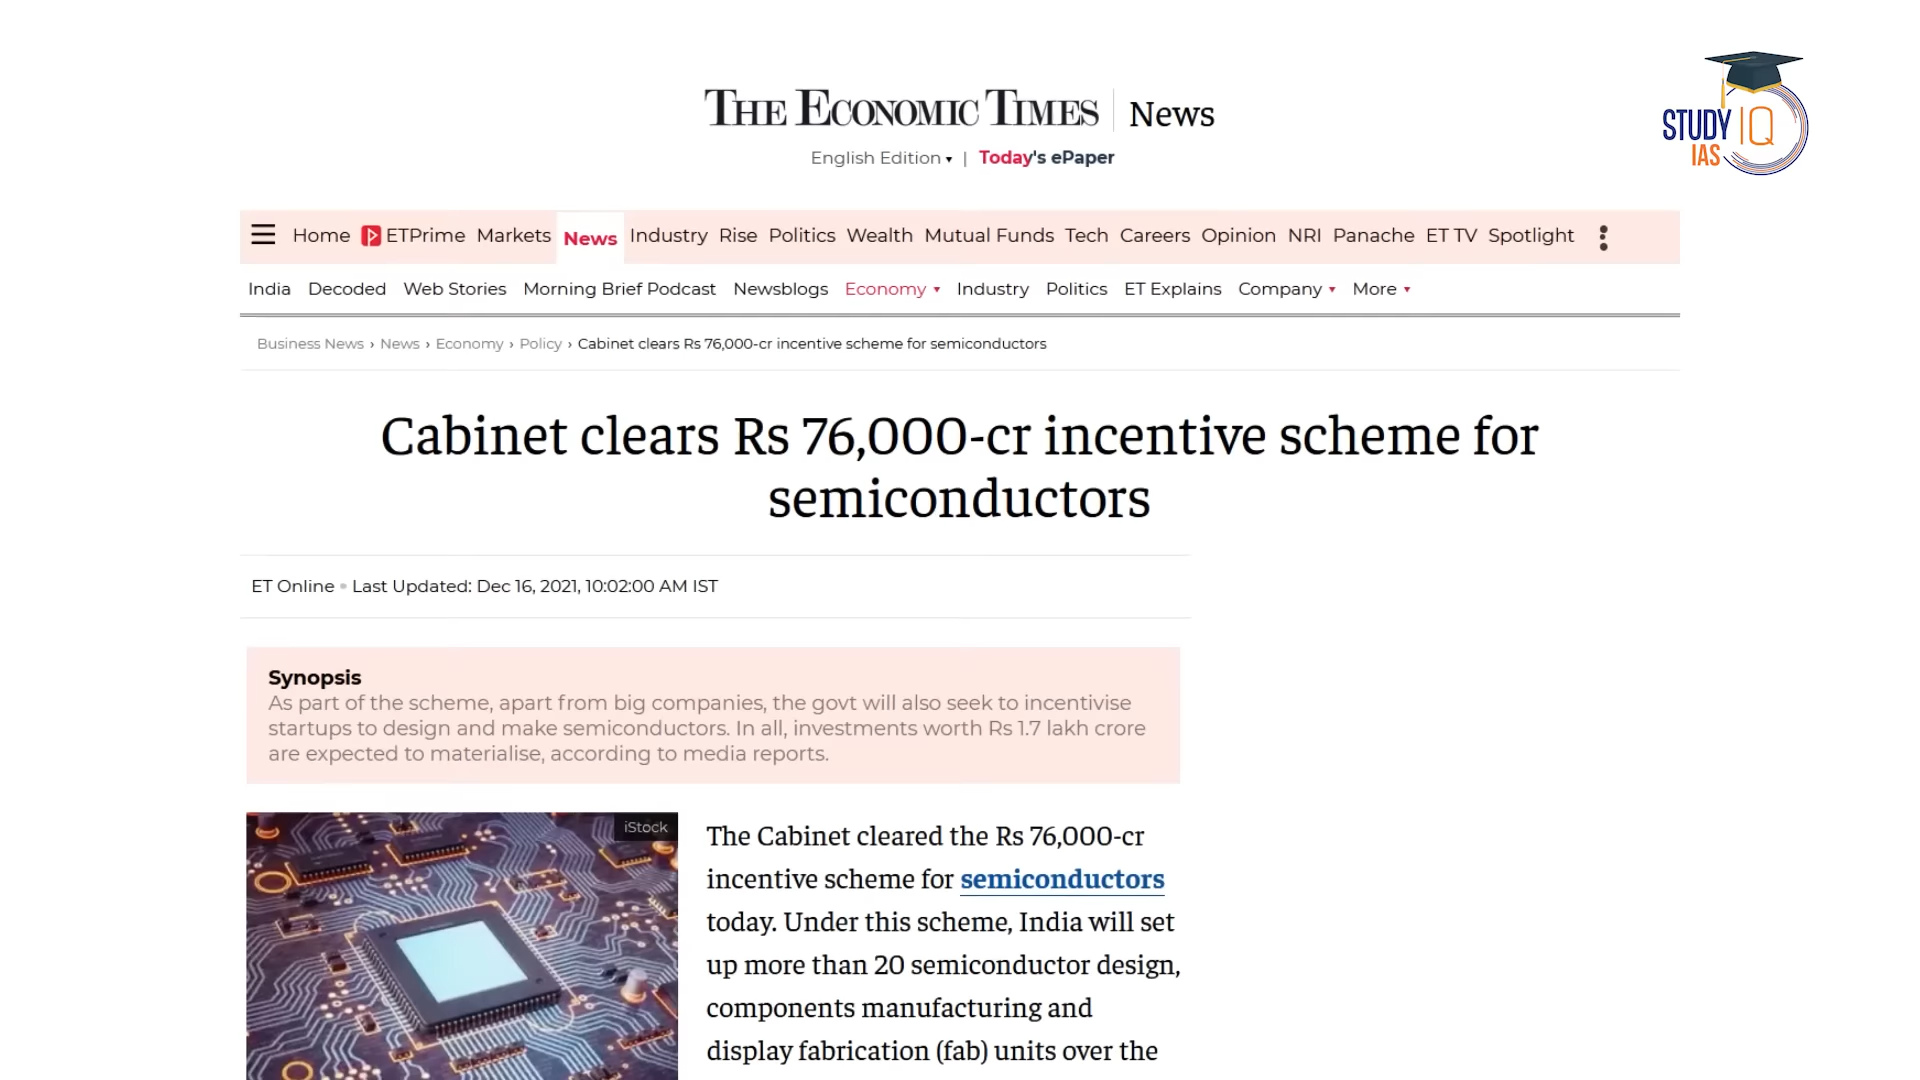 THE ECONOMIC TIMES | News
English Edition ▾ | Today's ePaper
STUDY IQ
IAS
Home ETPrime Markets News Industry Rise Politics Wealth Mutual Funds Tech Careers Opinion NRI Panache ET TV Spotlight
India Decoded Web Stories Morning Brief Podcast Newsblogs Economy ▾ Industry Politics ET Explains Company ▾ More ▾
Business News › News › Economy › Policy › Cabinet clears Rs 76,000-cr incentive scheme for semiconductors
Cabinet clears Rs 76,000-cr incentive scheme for
semiconductors
ET Online • Last Updated: Dec 16, 2021, 10:02:00 AM IST
Synopsis
As part of the scheme, apart from big companies, the govt will also seek to incentivise
startups to design and make semiconductors. In all, investments worth Rs 1.7 lakh crore
are expected to materialise, according to media reports.
iStock
The Cabinet cleared the Rs 76,000-cr
incentive scheme for semiconductors
today. Under this scheme, India will set
up more than 20 semiconductor design,
components manufacturing and
display fabrication (fab) units over the